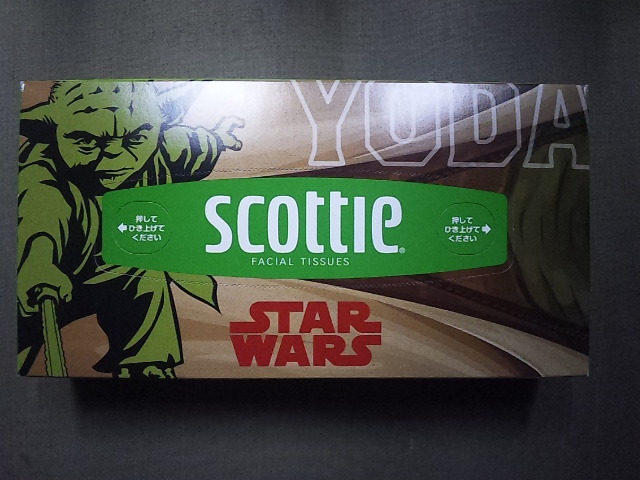 YODA
scottie®
FACIAL TISSUES
押して
ひき上げて
ください
押して
ひき上げて
ください
STAR
WARS